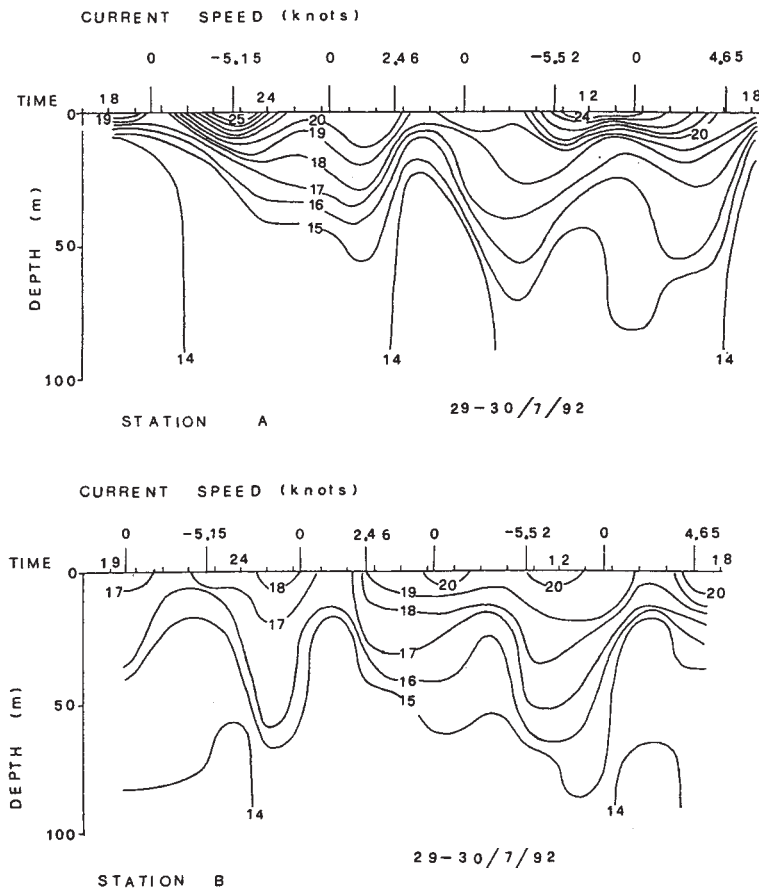 CURRENT SPEED (knots)
0 -5.15 0 2.46 0 -5.52 0 4.65
TIME 18 24 12 18
0
19 25 20 24 20
19
18
17
16
15
50
DEPTH (m)
14 14 14
100
STATION A 29-30/7/92
CURRENT SPEED (knots)
0 -5.15 0 2.46 0 -5.52 0 4.65
TIME 19 24 12 18
0
17 18 19 20 20 20
18
17
17
16
15
50
DEPTH (m)
14 14
100
29-30/7/92
STATION B